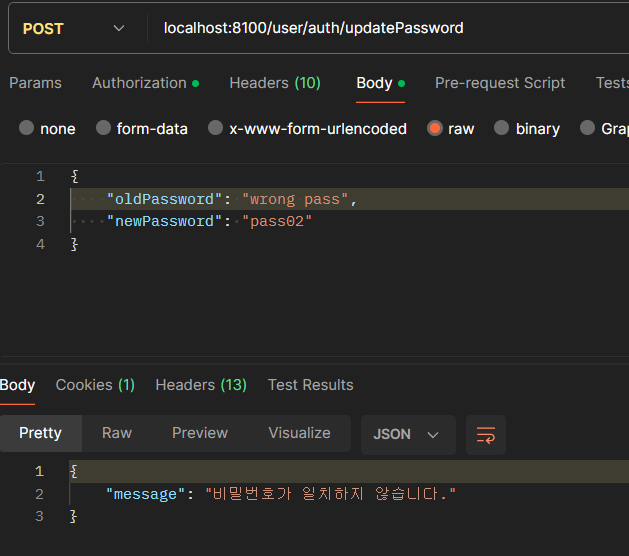 POST localhost:8100/user/auth/updatePassword
Params Authorization Headers (10) Body Pre-request Script Tests
none form-data x-www-form-urlencoded raw binary Gra
1 {
2 "oldPassword": "wrong pass",
3 "newPassword": "pass02"
4 }
Body Cookies (1) Headers (13) Test Results
Pretty Raw Preview Visualize JSON
1 {
2 "message": "비밀번호가 일치하지 않습니다."
3 }